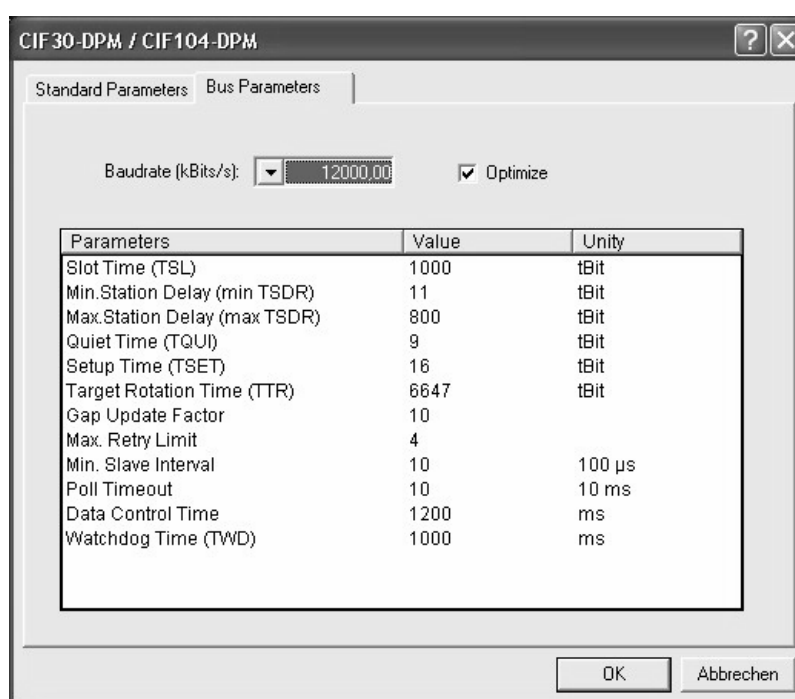 CIF30-DPM / CIF104-DPM
Standard Parameters Bus Parameters
Baudrate (kBits/s): 12000,00 Optimize
Parameters Value Unity
Slot Time (TSL) 1000 tBit
Min.Station Delay (min TSDR) 11 tBit
Max.Station Delay (max TSDR) 800 tBit
Quiet Time (TQUI) 9 tBit
Setup Time (TSET) 16 tBit
Target Rotation Time (TTR) 6647 tBit
Gap Update Factor 10
Max. Retry Limit 4
Min. Slave Interval 10 100 µs
Poll Timeout 10 10 ms
Data Control Time 1200 ms
Watchdog Time (TWD) 1000 ms
OK Abbrechen